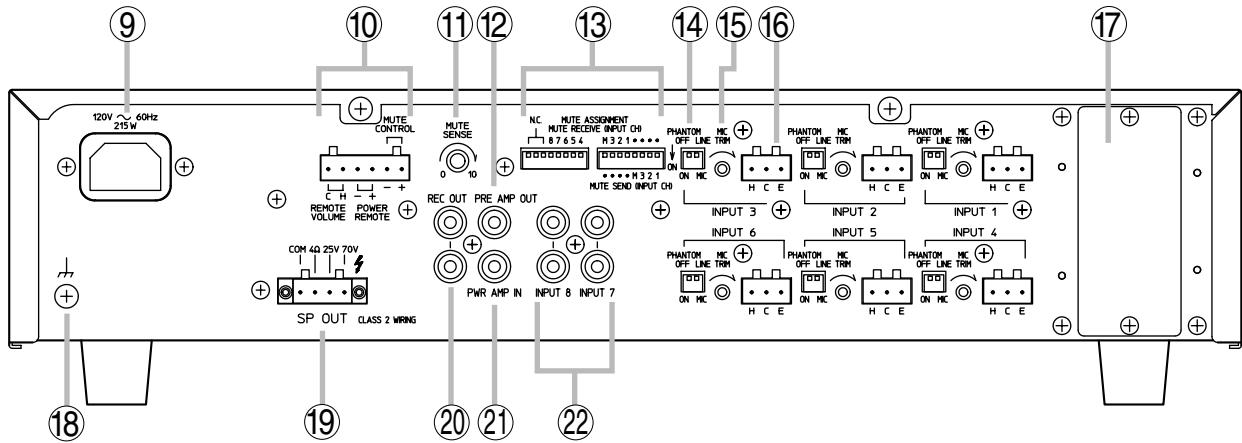 ⑨ ⑩ ⑪ ⑫ ⑬ ⑭ ⑮ ⑯ ⑰
120V ~ 60Hz
215W
MUTE
CONTROL
C H - + - +
REMOTE
VOLUME
POWER
REMOTE
MUTE
SENSE
0 10
N.C.
MUTE ASSIGNMENT
MUTE RECEIVE (INPUT CH)
8 7 6 5 4
M 3 2 1 • • • •
ON
• • • • M 3 2 1
MUTE SEND (INPUT CH)
PHANTOM MIC
OFF LINE TRIM
ON MIC
H C E
INPUT 3
PHANTOM MIC
OFF LINE TRIM
ON MIC
H C E
INPUT 2
PHANTOM MIC
OFF LINE TRIM
ON MIC
H C E
INPUT 1
REC OUT PRE AMP OUT
PWR AMP IN
INPUT 8 INPUT 7
INPUT 6
PHANTOM MIC
OFF LINE TRIM
ON MIC
H C E
INPUT 5
PHANTOM MIC
OFF LINE TRIM
ON MIC
H C E
INPUT 4
PHANTOM MIC
OFF LINE TRIM
ON MIC
H C E
COM 4Ω 25V 70V
SP OUT CLASS 2 WIRING
⑱ ⑲ ⑳ ㉑ ㉒